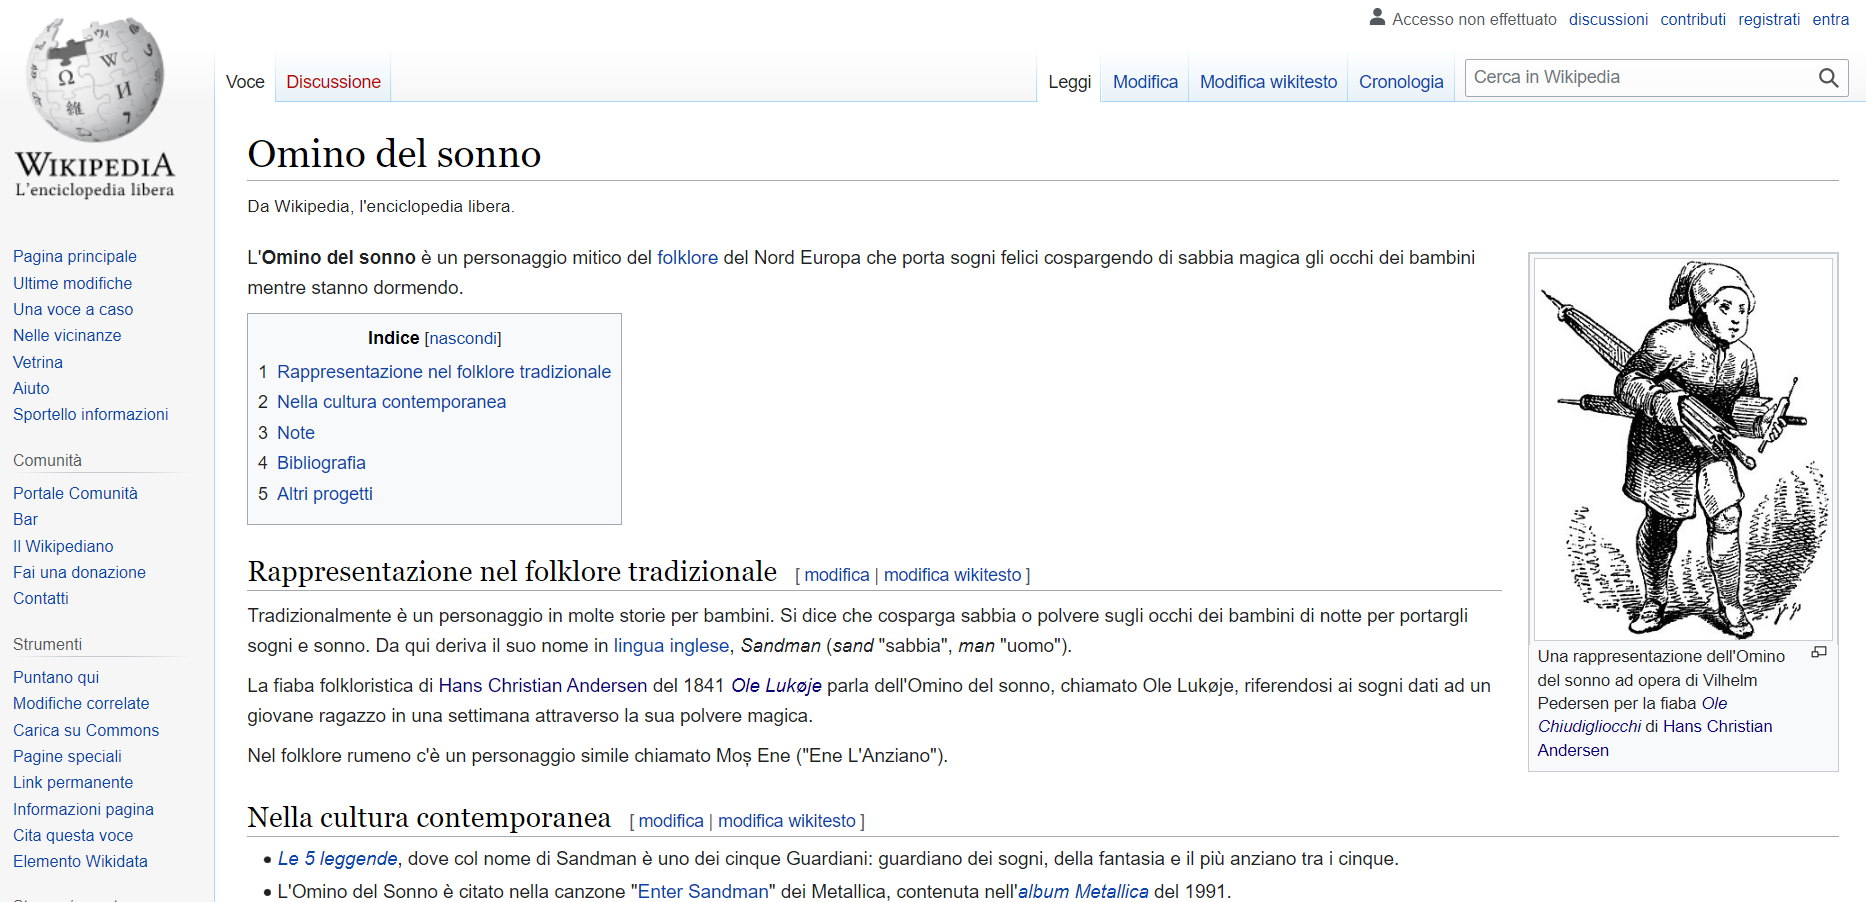 Accesso non effettuato discussioni contributi registrati entra
Voce Discussione Leggi Modifica Modifica wikitesto Cronologia Cerca in Wikipedia
WIKIPEDIA
L'enciclopedia libera
Pagina principale
Ultime modifiche
Una voce a caso
Nelle vicinanze
Vetrina
Aiuto
Sportello informazioni
Comunità
Portale Comunità
Bar
Il Wikipediano
Fai una donazione
Contatti
Strumenti
Puntano qui
Modifiche correlate
Carica su Commons
Pagine speciali
Link permanente
Informazioni pagina
Cita questa voce
Elemento Wikidata
Omino del sonno
Da Wikipedia, l'enciclopedia libera.
L'Omino del sonno è un personaggio mitico del folklore del Nord Europa che porta sogni felici cospargendo di sabbia magica gli occhi dei bambini
mentre stanno dormendo.
Indice [nascondi]
1 Rappresentazione nel folklore tradizionale
2 Nella cultura contemporanea
3 Note
4 Bibliografia
5 Altri progetti
Rappresentazione nel folklore tradizionale [ modifica | modifica wikitesto ]
Tradizionalmente è un personaggio in molte storie per bambini. Si dice che cosparga sabbia o polvere sugli occhi dei bambini di notte per portargli
sogni e sonno. Da qui deriva il suo nome in lingua inglese, Sandman (sand "sabbia", man "uomo").
La fiaba folkloristica di Hans Christian Andersen del 1841 Ole Lukøje parla dell'Omino del sonno, chiamato Ole Lukøje, riferendosi ai sogni dati ad un
giovane ragazzo in una settimana attraverso la sua polvere magica.
Nel folklore rumeno c'è un personaggio simile chiamato Moș Ene ("Ene L'Anziano").
Una rappresentazione dell'Omino
del sonno ad opera di Vilhelm
Pedersen per la fiaba Ole
Chiudigliocchi di Hans Christian
Andersen
Nella cultura contemporanea [ modifica | modifica wikitesto ]
• Le 5 leggende, dove col nome di Sandman è uno dei cinque Guardiani: guardiano dei sogni, della fantasia e il più anziano tra i cinque.
• L'Omino del Sonno è citato nella canzone "Enter Sandman" dei Metallica, contenuta nell'album Metallica del 1991.